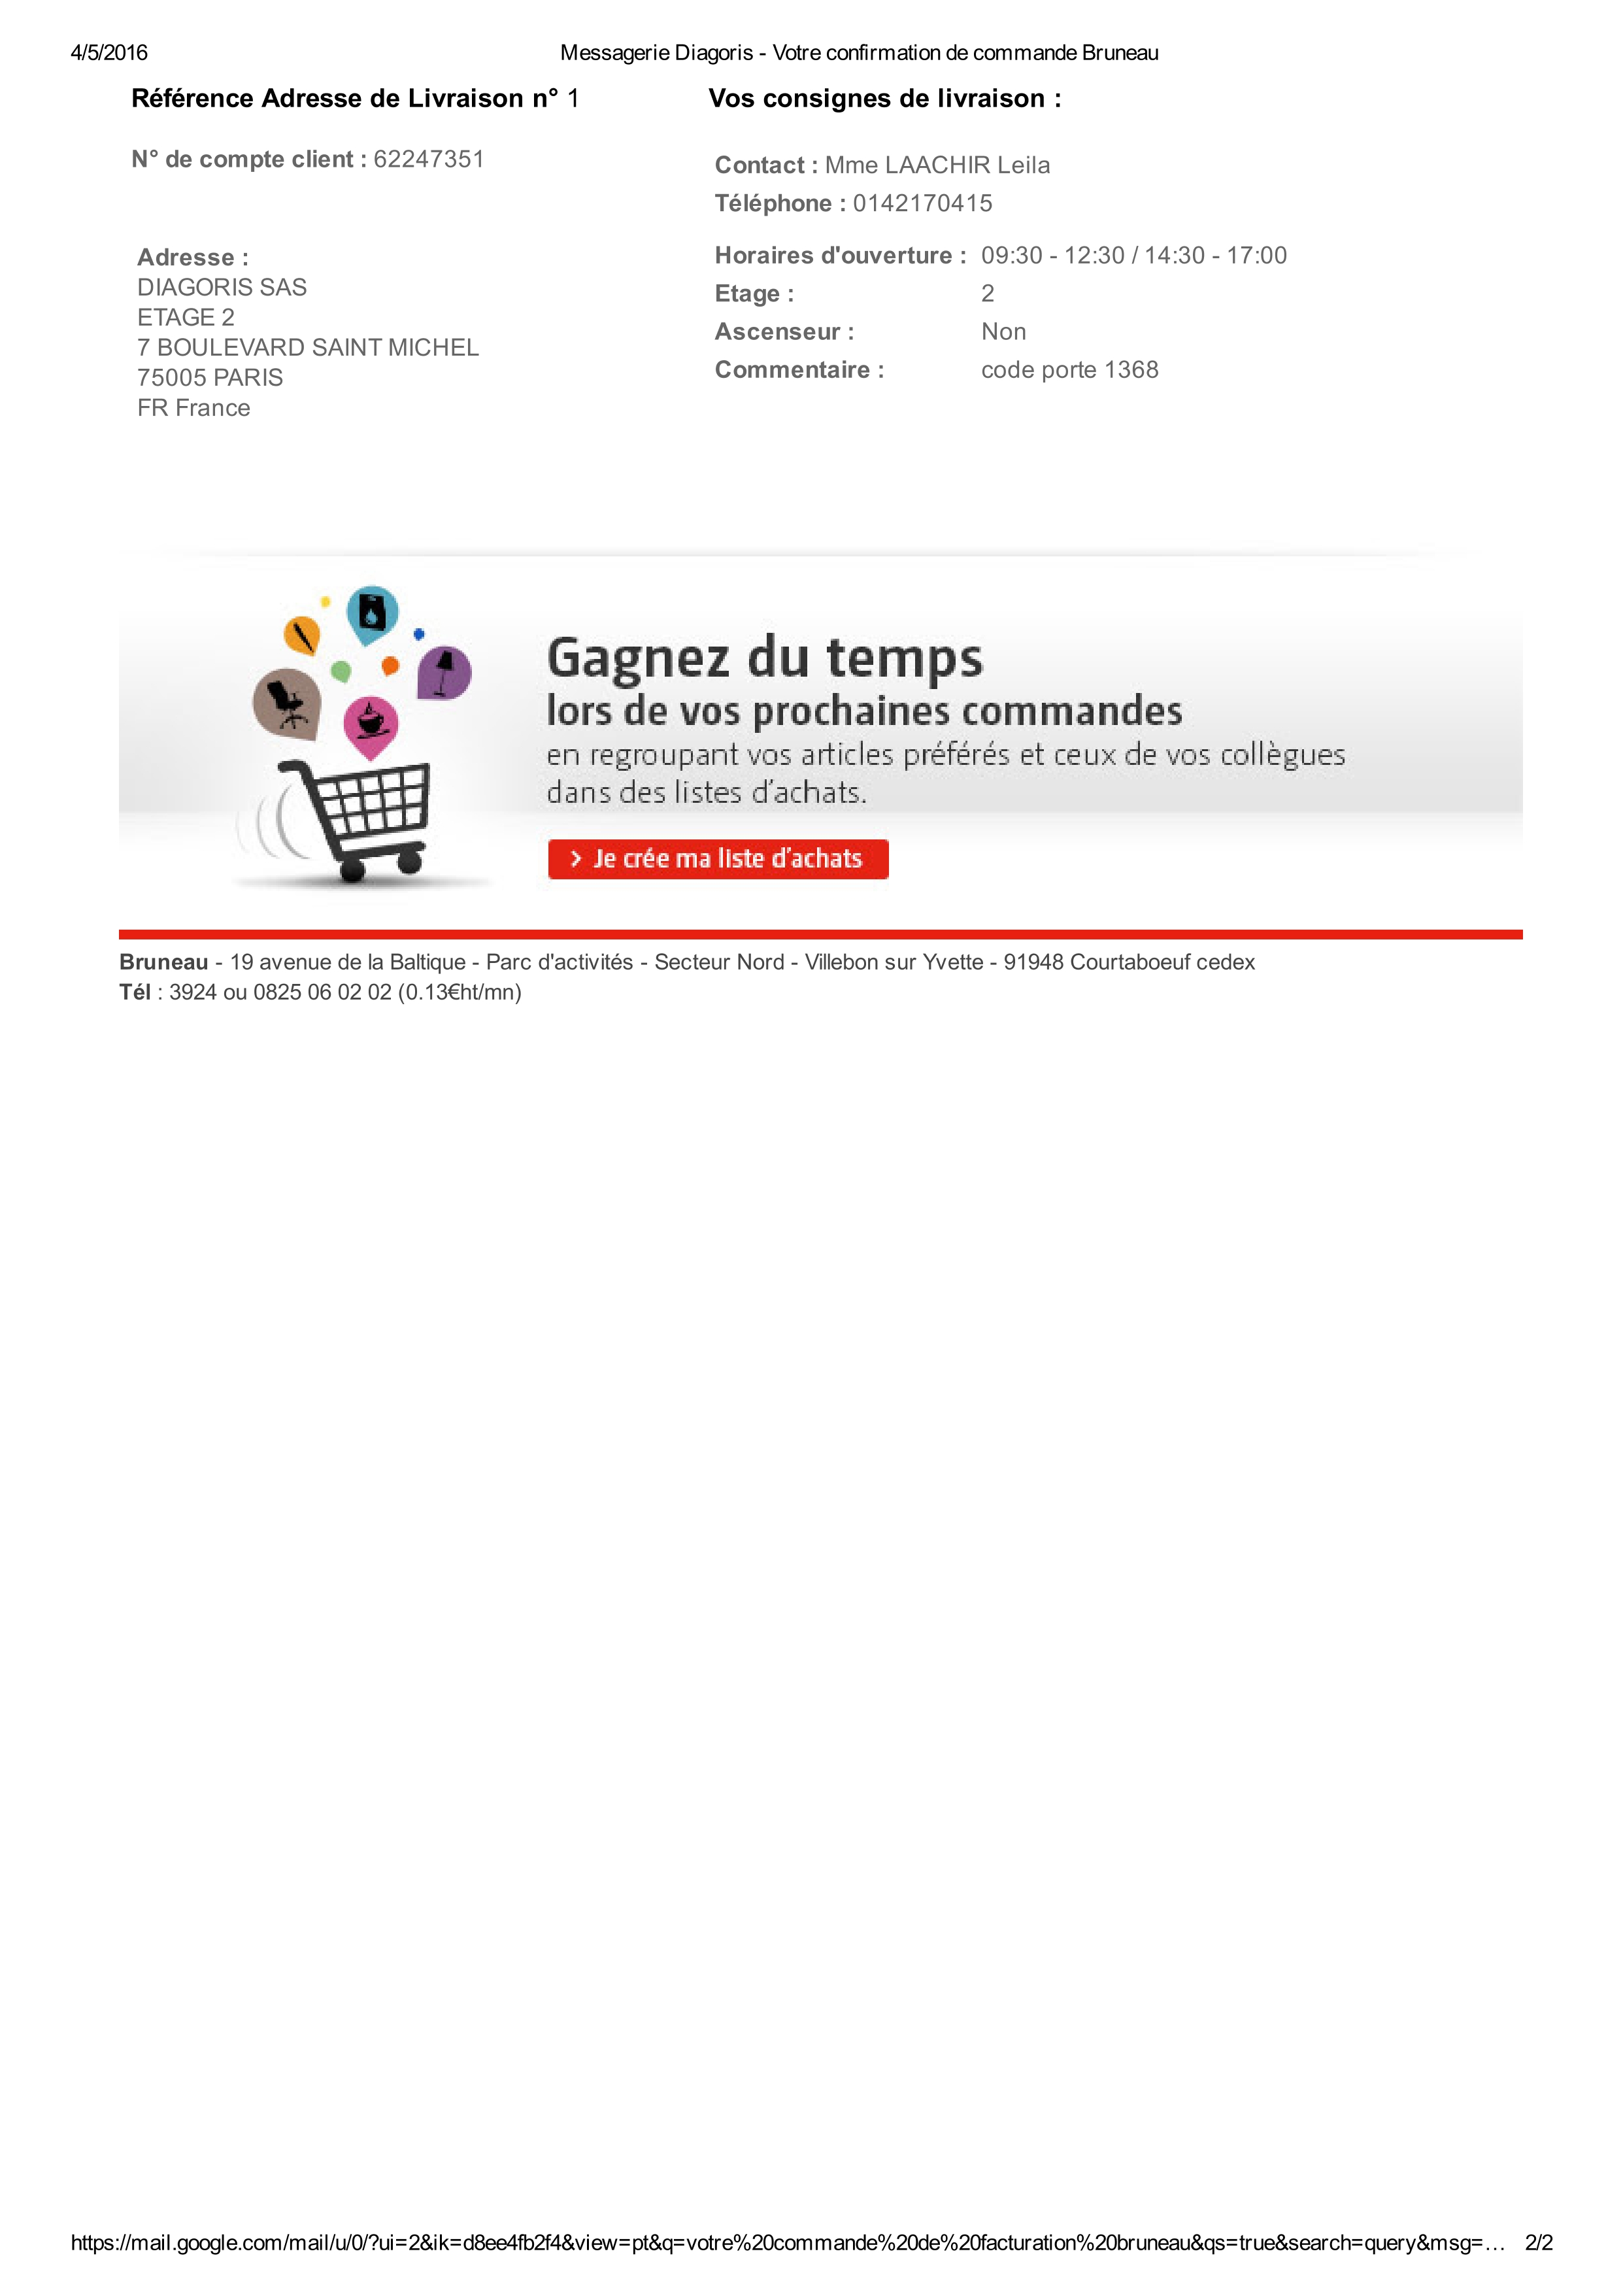 4/5/2016 Messagerie Diagoris - Votre confirmation de commande Bruneau
Référence Adresse de Livraison n° 1
N° de compte client : 62247351
Adresse :
DIAGORIS SAS
ETAGE 2
7 BOULEVARD SAINT MICHEL
75005 PARIS
FR France
Vos consignes de livraison :
Contact : Mme LAACHIR Leila
Téléphone : 0142170415
Horaires d'ouverture : 09:30 - 12:30 / 14:30 - 17:00
Etage : 2
Ascenseur : Non
Commentaire : code porte 1368
Gagnez du temps
lors de vos prochaines commandes
en regroupant vos articles préférés et ceux de vos collègues
dans des listes d'achats.
> Je crée ma liste d'achats
Bruneau - 19 avenue de la Baltique - Parc d'activités - Secteur Nord - Villebon sur Yvette - 91948 Courtaboeuf cedex
Tél : 3924 ou 0825 06 02 02 (0.13€ht/mn)
https://mail.google.com/mail/u/0/?ui=2&ik=d8ee4fb2f4&view=pt&q=votre%20commande%20de%20facturation%20bruneau&qs=true&search=query&msg=… 2/2